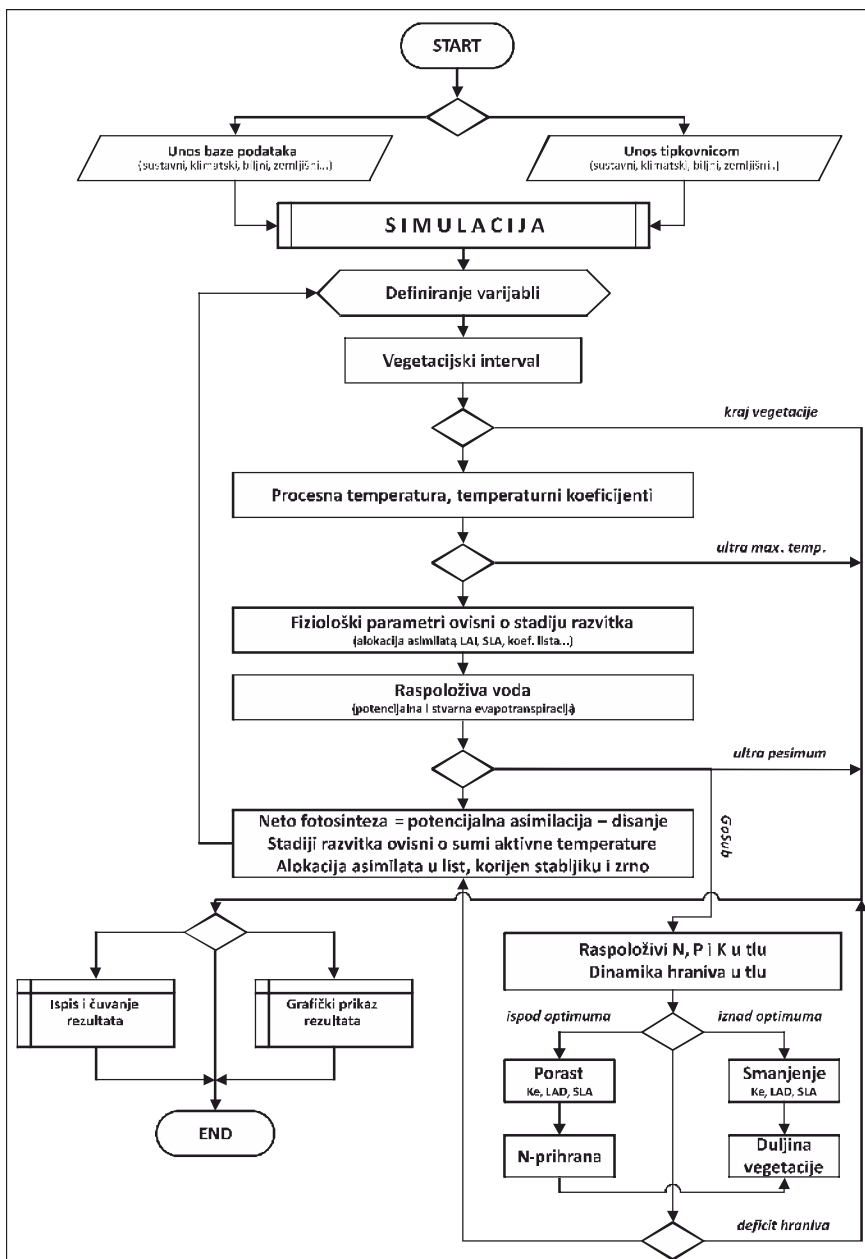 START
Unos baze podataka
(sustavni, klimatski, biljni, zemljišni...)
Unos tipkovnicom
(sustavni, klimatski, biljni, zemljišni..)
SIMULACIJA
Definiranje varijabli
Vegetacijski interval
kraj vegetacije
Procesna temperatura, temperaturni koeficijenti
ultra max. temp.
Fiziološki parametri ovisni o stadiju razvitka
(alokacija asimilata, LAI, SLA, koef. lista...)
Raspoloživa voda
(potencijalna i stvarna evapotranspiracija)
ultra pesimum
GoSub
Neto fotosinteza = potencijalna asimilacija – disanje
Stadiji razvitka ovisni o sumi aktivne temperature
Alokacija asimilata u list, korijen stabljiku i zrno
Raspoloživi N, P i K u tlu
Dinamika hraniva u tlu
Ispis i čuvanje
rezultata
Grafički prikaz
rezultata
ispod optimuma
iznad optimuma
Porast
Ke, LAD, SLA
Smanjenje
Ke, LAD, SLA
END
N-prihrana
Duljina
vegetacije
deficit hraniva